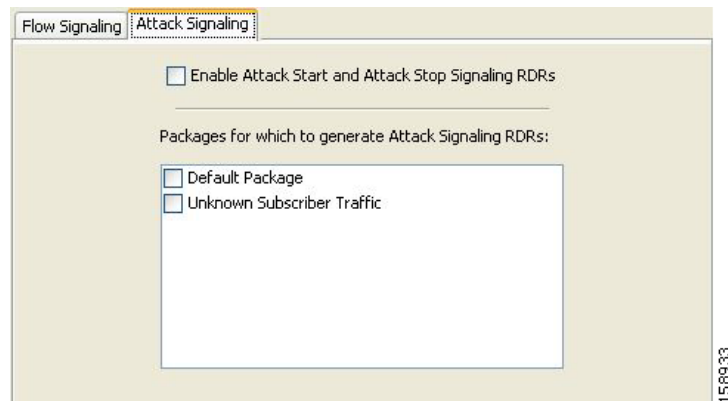 Flow Signaling Attack Signaling
Enable Attack Start and Attack Stop Signaling RDRs
Packages for which to generate Attack Signaling RDRs:
Default Package
Unknown Subscriber Traffic
158933